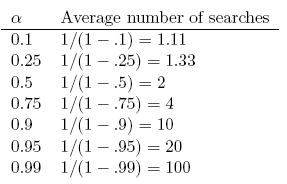 α Average number of searches
0.1 1/(1 − .1) = 1.11
0.25 1/(1 − .25) = 1.33
0.5 1/(1 − .5) = 2
0.75 1/(1 − .75) = 4
0.9 1/(1 − .9) = 10
0.95 1/(1 − .95) = 20
0.99 1/(1 − .99) = 100